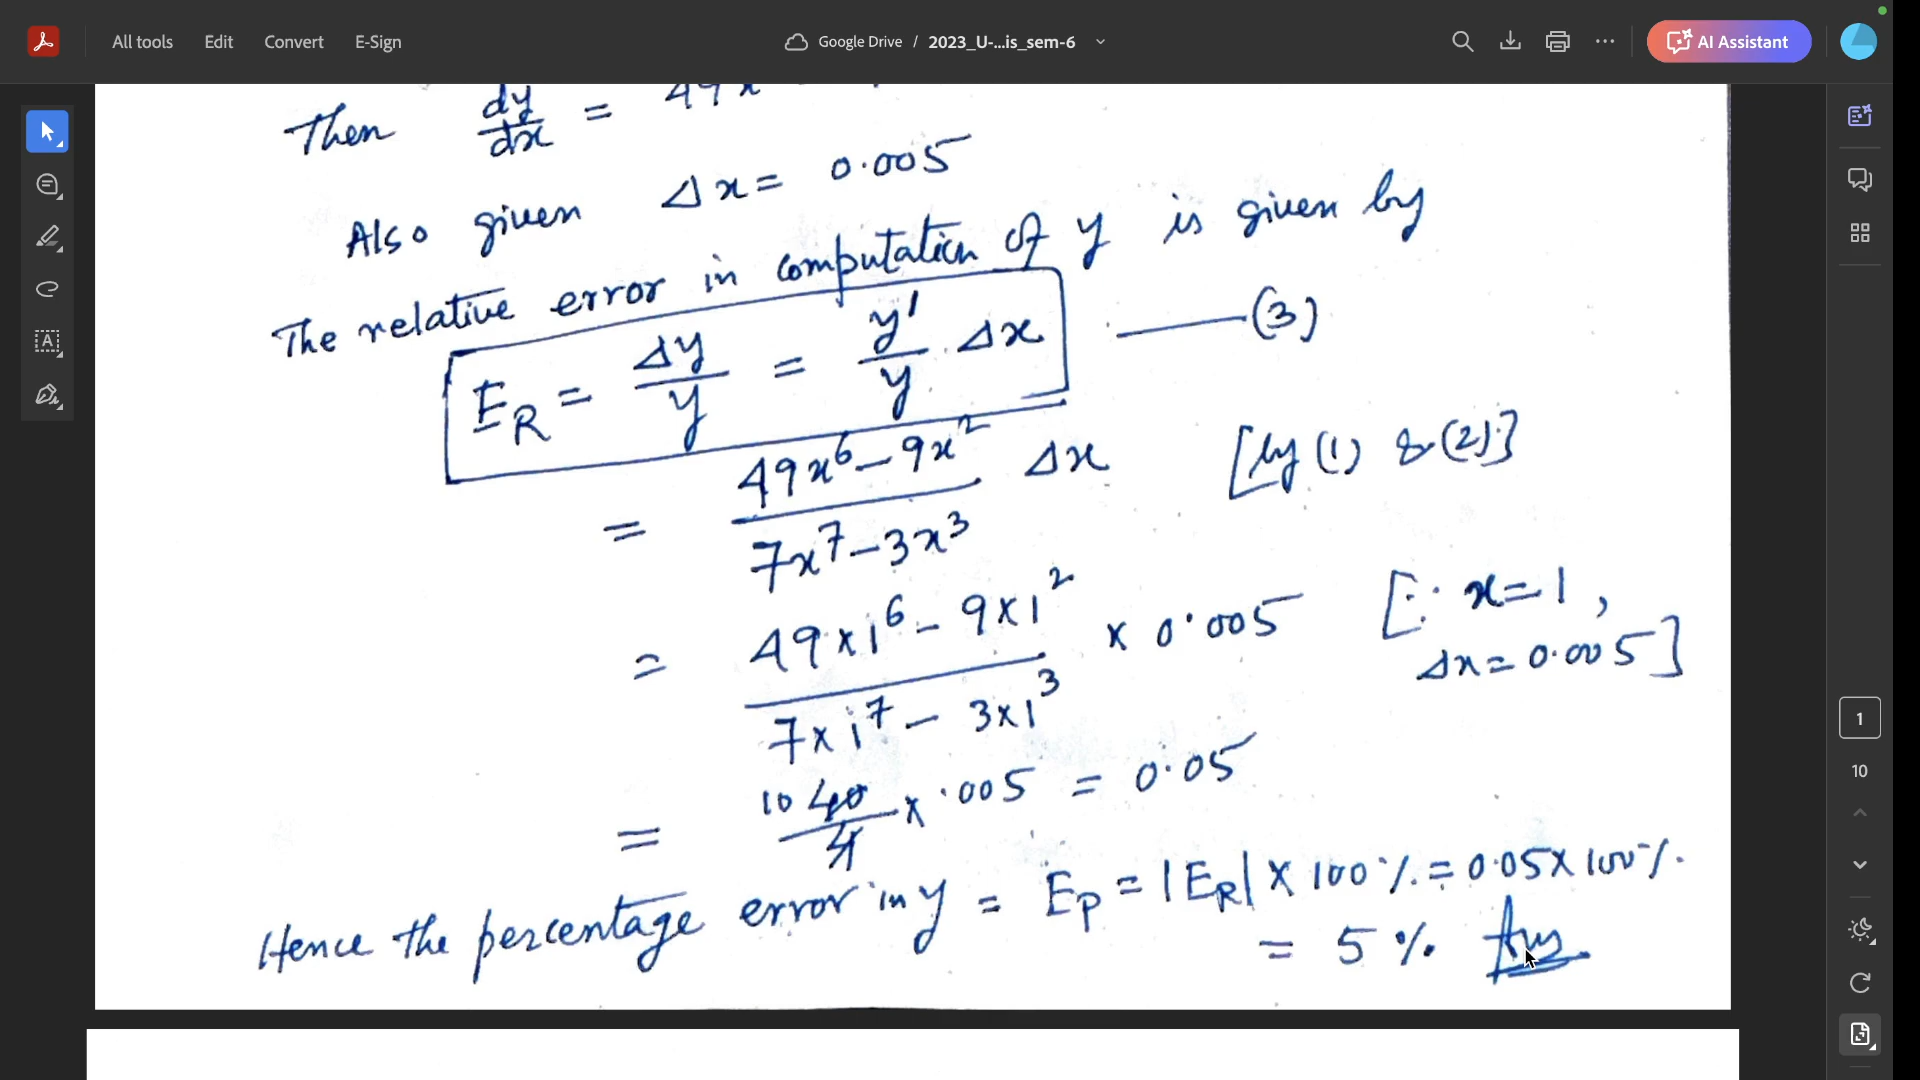 All tools Edit Convert E-Sign Google Drive / 2023_U-...is_sem-6 AI Assistant
Then dy/dx = 49x
Also given Δx = 0.005
The relative error in computation of y is given by
E_R = Δy/y = y'/y . Δx ——(3)
= (49x^6 - 9x^2)/(7x^7 - 3x^3) Δx [by (1) & (2)]
= (49×1^6 - 9×1^2)/(7×1^7 - 3×1^3) × 0.005 [∵ x=1,
Δx = 0.005]
= 10 40/4 × .005 = 0.05
Hence the percentage error in y = E_P = |E_R| × 100 % = 0.05 × 100 %.
= 5 % Ans
1
10